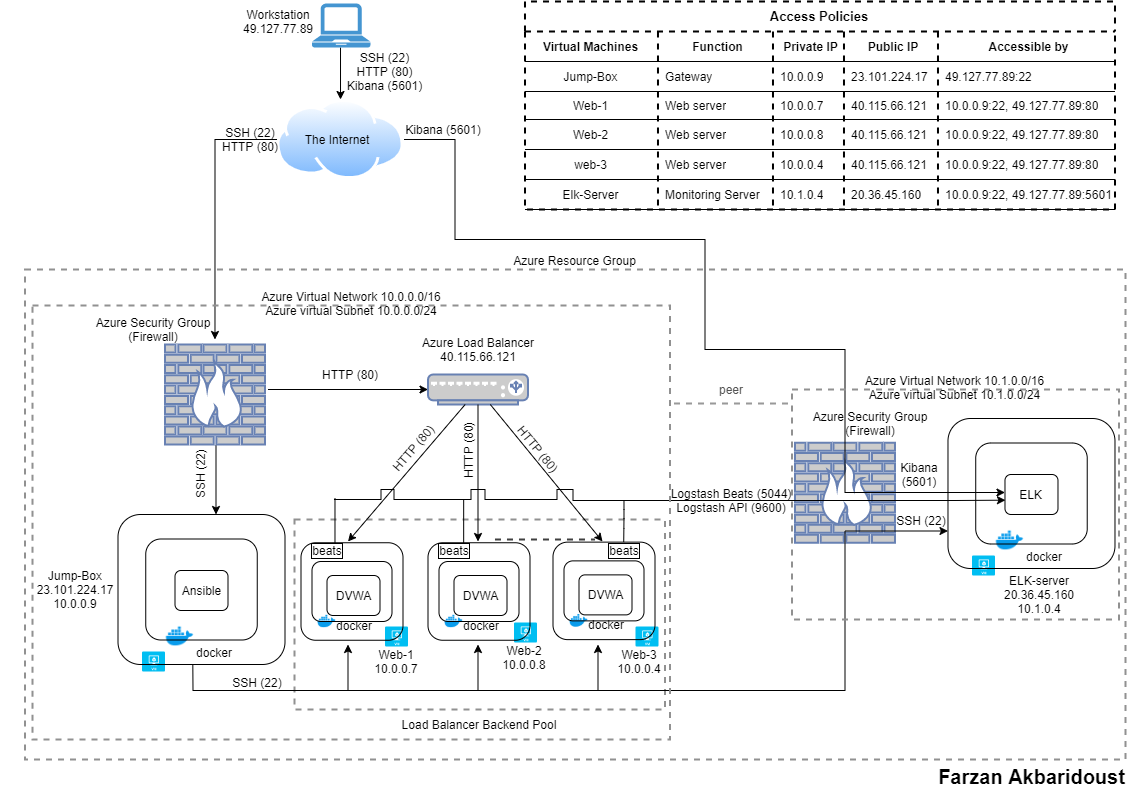 Workstation
49.127.77.89
SSH (22)
HTTP (80)
Kibana (5601)
The Internet
SSH (22)
HTTP (80)
Kibana (5601)
Access Policies
Virtual Machines Function Private IP Public IP Accessible by
Jump-Box Gateway 10.0.0.9 23.101.224.17 49.127.77.89:22
Web-1 Web server 10.0.0.7 40.115.66.121 10.0.0.9:22, 49.127.77.89:80
Web-2 Web server 10.0.0.8 40.115.66.121 10.0.0.9:22, 49.127.77.89:80
web-3 Web server 10.0.0.4 40.115.66.121 10.0.0.9:22, 49.127.77.89:80
Elk-Server Monitoring Server 10.1.0.4 20.36.45.160 10.0.0.9:22, 49.127.77.89:5601
Azure Resource Group
Azure Virtual Network 10.0.0.0/16
Azure virtual Subnet 10.0.0.0/24
Azure Security Group
(Firewall)
HTTP (80)
Azure Load Balancer
40.115.66.121
peer
Azure Virtual Network 10.1.0.0/16
Azure virtual Subnet 10.1.0.0/24
Azure Security Group
(Firewall)
SSH (22)
HTTP (80)
HTTP (80)
HTTP (80)
Logstash Beats (5044)
Logstash API (9600)
Kibana
(5601)
SSH (22)
ELK
docker
ELK-server
20.36.45.160
10.1.0.4
Jump-Box
23.101.224.17
10.0.0.9
Ansible
docker
beats
DVWA
docker
Web-1
10.0.0.7
beats
DVWA
docker
Web-2
10.0.0.8
beats
DVWA
docker
Web-3
10.0.0.4
SSH (22)
Load Balancer Backend Pool
Farzan Akbaridoust